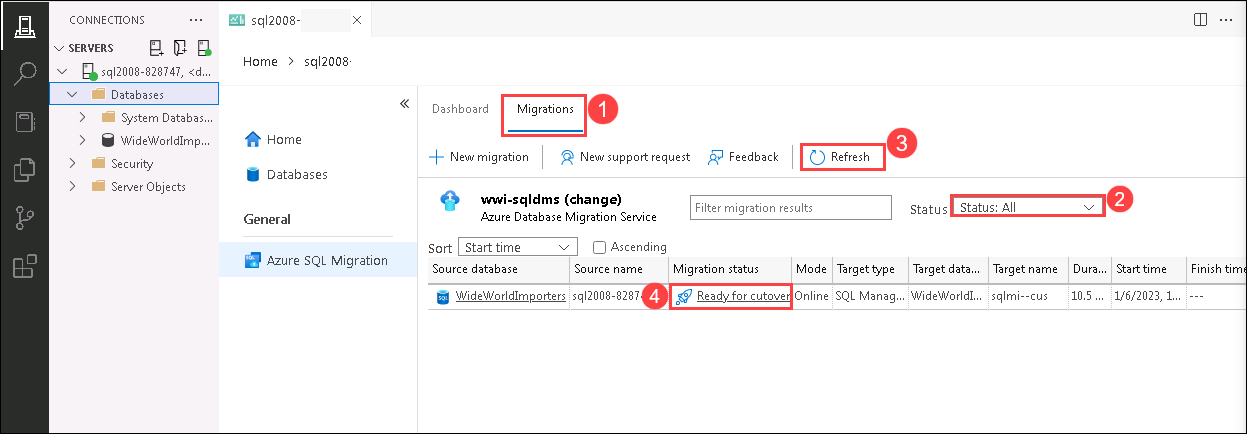 CONNECTIONS ···
SERVERS
sql2008-828747, <d...
Databases
System Databas...
WideWorldImp...
Security
Server Objects
sql2008-
Home > sql2008-
«
Home
Databases
General
Azure SQL Migration
Dashboard Migrations 1
New migration New support request Feedback Refresh 3
wwi-sqldms (change)
Azure Database Migration Service
Filter migration results
Status Status: All 2
Sort Start time Ascending
Source database Source name Migration status Mode Target type Target data... Target name Dura... Start time Finish time
WideWorldImporters sql2008-8287 4 Ready for cutover Online SQL Manag... WideWorldI... sqlmi--cus 10.5 ... 1/6/2023, 1... ---